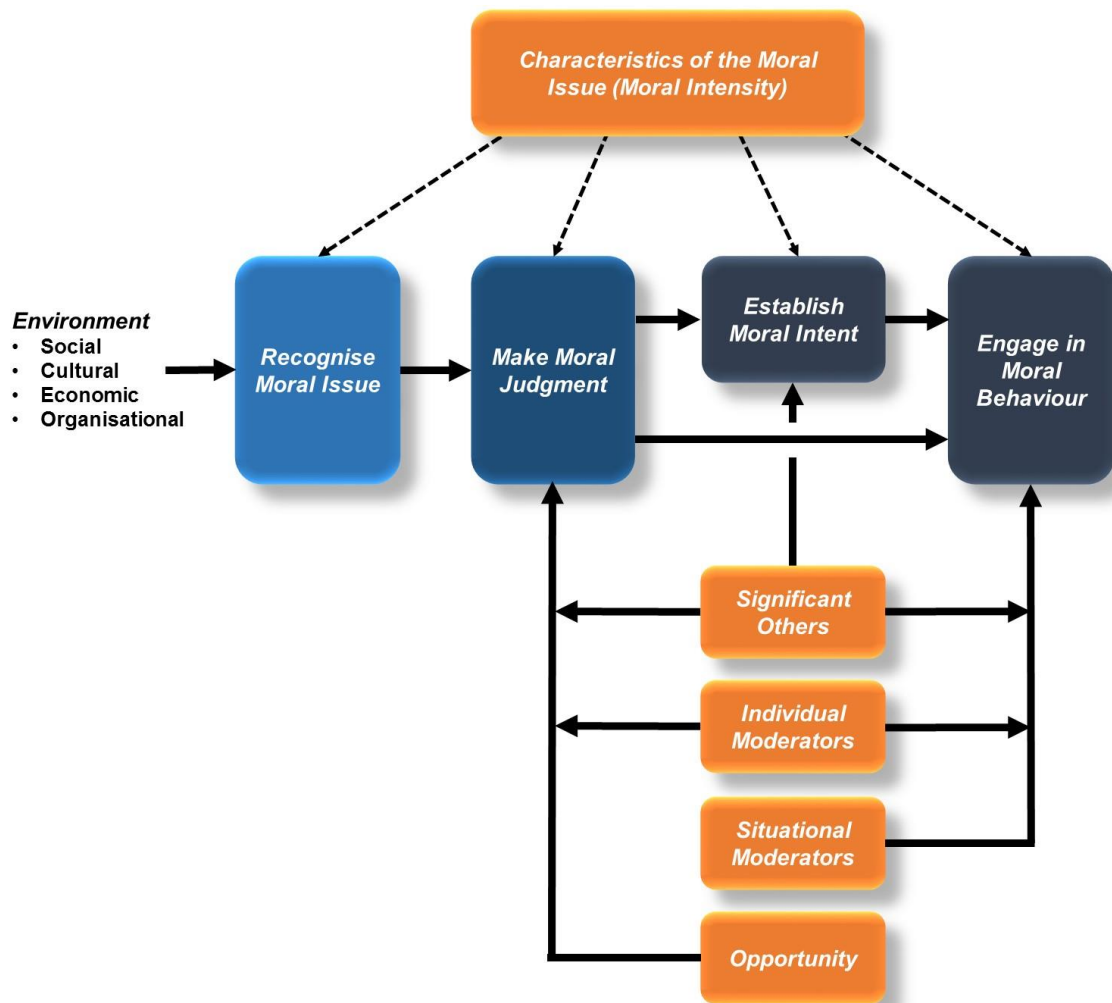 Characteristics of the Moral
Issue (Moral Intensity)
Environment
• Social
• Cultural
• Economic
• Organisational
Recognise
Moral Issue
Make Moral
Judgment
Establish
Moral Intent
Engage in
Moral
Behaviour
Significant
Others
Individual
Moderators
Situational
Moderators
Opportunity